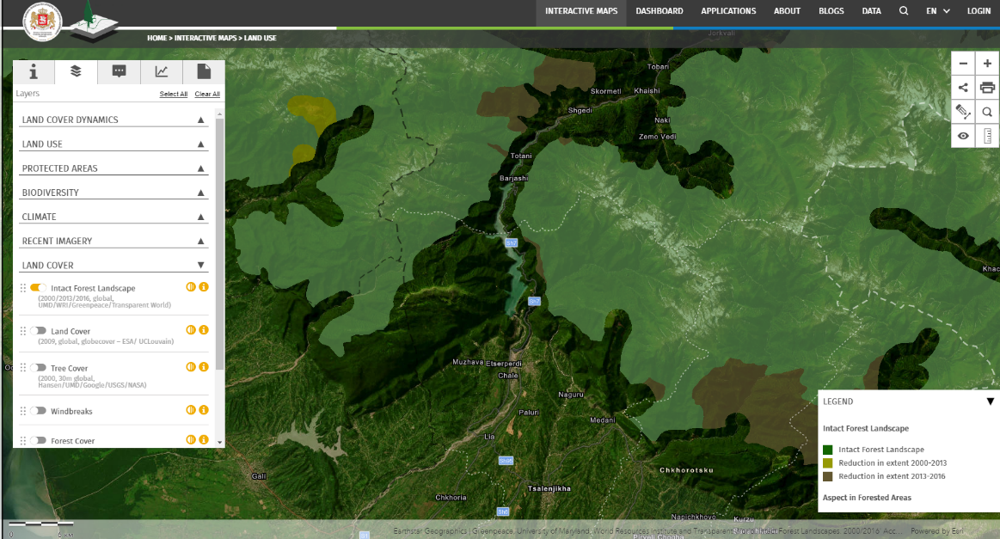 INTERACTIVE MAPS DASHBOARD APPLICATIONS ABOUT BLOGS DATA EN LOGIN
HOME > INTERACTIVE MAPS > LAND USE
Jorkvali
Layers Select All Clear All
LAND COVER DYNAMICS
LAND USE
PROTECTED AREAS
BIODIVERSITY
CLIMATE
RECENT IMAGERY
LAND COVER
Intact Forest Landscape
(2000/2013/2016, global,
UMD/WRI/Greenpeace/Transparent World)
Land Cover
(2009, global, globecover – ESA/ UCLouvain)
Tree Cover
(2000, 30m global,
Hansen/UMD/Google/USGS/NASA)
Windbreaks
Forest Cover
Tobari
Skormeti Khaishi
Shgedi
Naki
Zemo Vedi
Totani
Barjashi
Sh7
Khac
Sh7
Muzhava Etserperdi
Chale
Naguru
Paluri
Medani
Lia
Gali
Chkhorotsku
Tsalenjikha
Chkhoria
Napichkhovo Kurzu
S1
LEGEND
Intact Forest Landscape
Intact Forest Landscape
Reduction in extent 2000-2013
Reduction in extent 2013-2016
Aspect in Forested Areas
Earthstar Geographics | Greenpeace, University of Maryland, World Resources Institute and Transparent World. Intact Forest Landscapes. 2000/2016. Acc... Powered by Esri